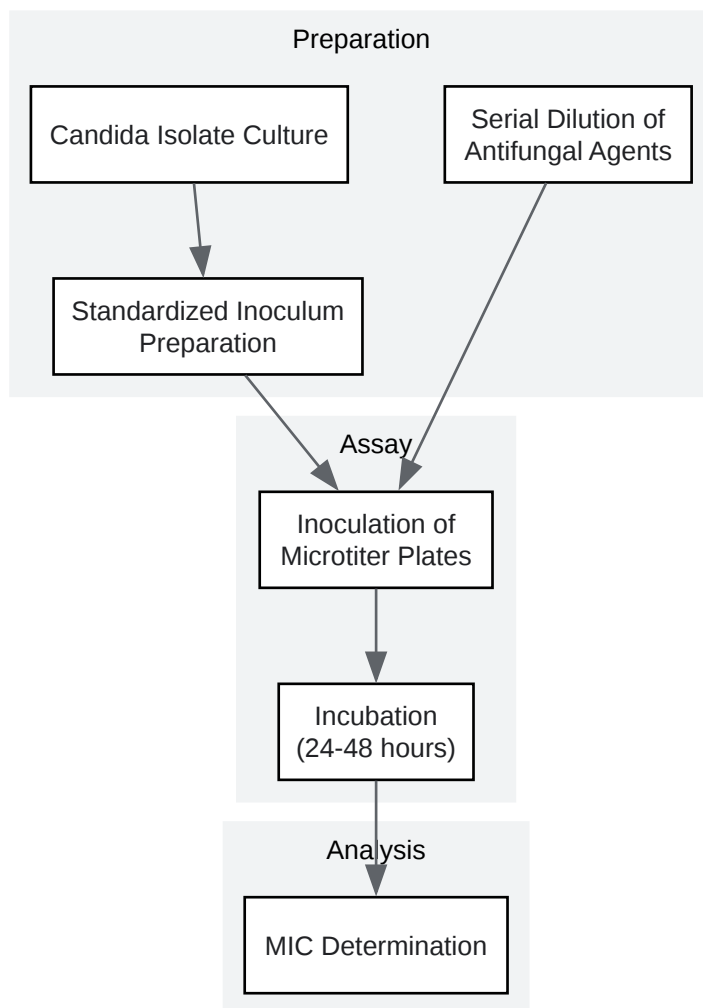 Preparation
Candida Isolate Culture
Serial Dilution of
Antifungal Agents
Standardized Inoculum
Preparation
Assay
Inoculation of
Microtiter Plates
Incubation
(24-48 hours)
Analysis
MIC Determination